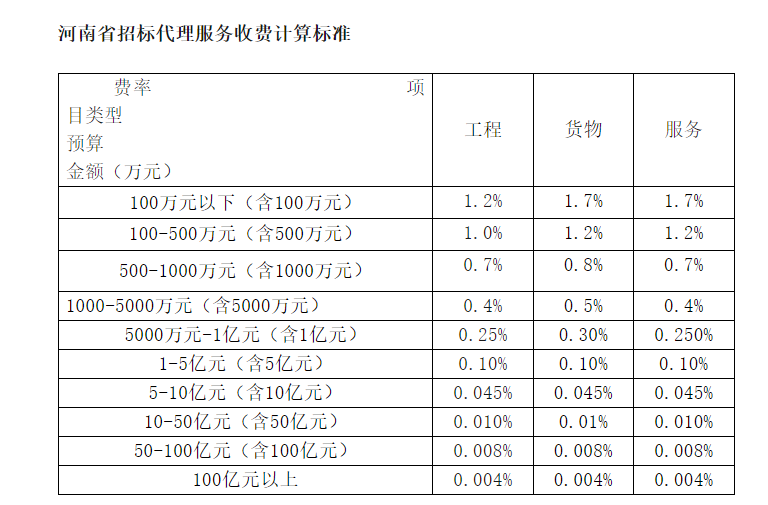 河南省招标代理服务收费计算标准
费率 项
目类型
预算
金额（万元）
工程 货物 服务
100万元以下（含100万元） 1.2% 1.7% 1.7%
100-500万元（含500万元） 1.0% 1.2% 1.2%
500-1000万元（含1000万元） 0.7% 0.8% 0.7%
1000-5000万元（含5000万元） 0.4% 0.5% 0.4%
5000万元-1亿元（含1亿元） 0.25% 0.30% 0.250%
1-5亿元（含5亿元） 0.10% 0.10% 0.10%
5-10亿元（含10亿元） 0.045% 0.045% 0.045%
10-50亿元（含50亿元） 0.010% 0.01% 0.010%
50-100亿元（含100亿元） 0.008% 0.008% 0.008%
100亿元以上 0.004% 0.004% 0.004%